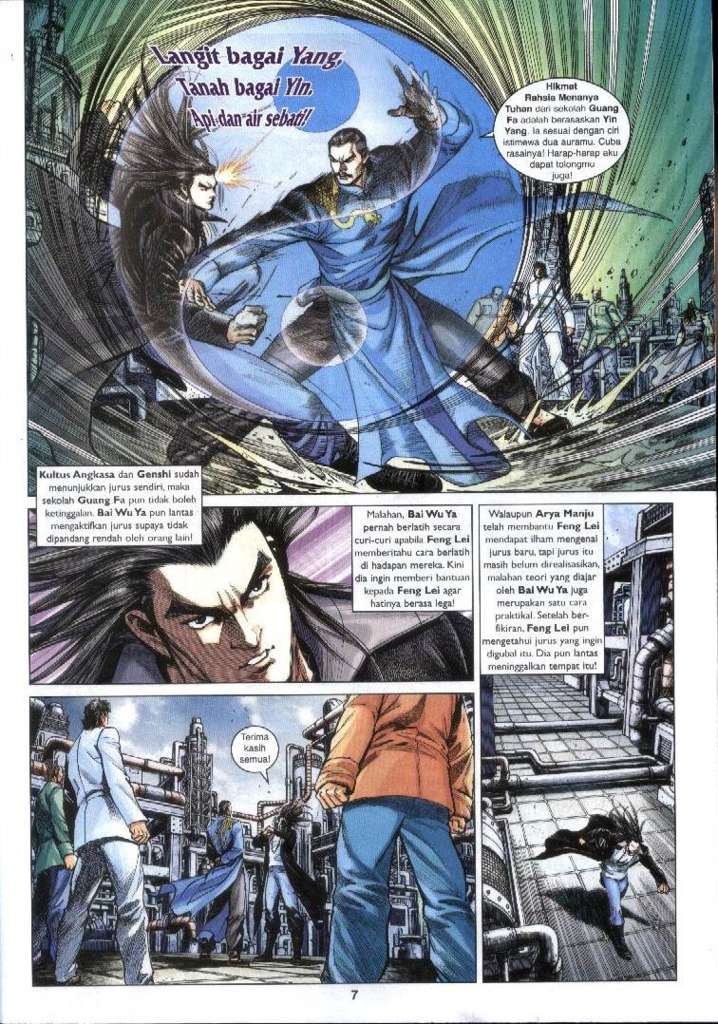 Langit bagai Yang,
Tanah bagai Yin,
Api dan air sebati!
Hikmat
Rahsia Menanya
Tuhan dari sekolah Guang
Fa adalah berasaskan Yin
Yang. Ia sesuai dengan ciri
istimewa dua auramu. Cuba
rasainya! Harap-harap aku
dapat tolongmu
juga!
Kultus Angkasa dan Genshi sudah
menunjukkan jurus sendiri, maka
sekolah Guang Fa pun tidak boleh
ketinggalan. Bai Wu Ya pun lantas
mengaktifkan jurus supaya tidak
dipandang rendah oleh orang lain!
Malahan, Bai Wu Ya
pernah berlatih secara
curi-curi apabila Feng Lei
memberitahu cara berlatih
di hadapan mereka. Kini
dia ingin memberi bantuan
kepada Feng Lei agar
hatinya berasa lega!
Walaupun Arya Manju
telah membantu Feng Lei
mendapat ilham mengenai
jurus baru, tapi jurus itu
masih belum direalisasikan,
malahan teori yang diajar
oleh Bai Wu Ya juga
merupakan satu cara
praktikal. Setelah ber-
fikiran, Feng Lei pun
mengetahui jurus yang ingin
digubal itu. Dia pun lantas
meninggalkan tempat itu!
Terima
kasih
semua!
7